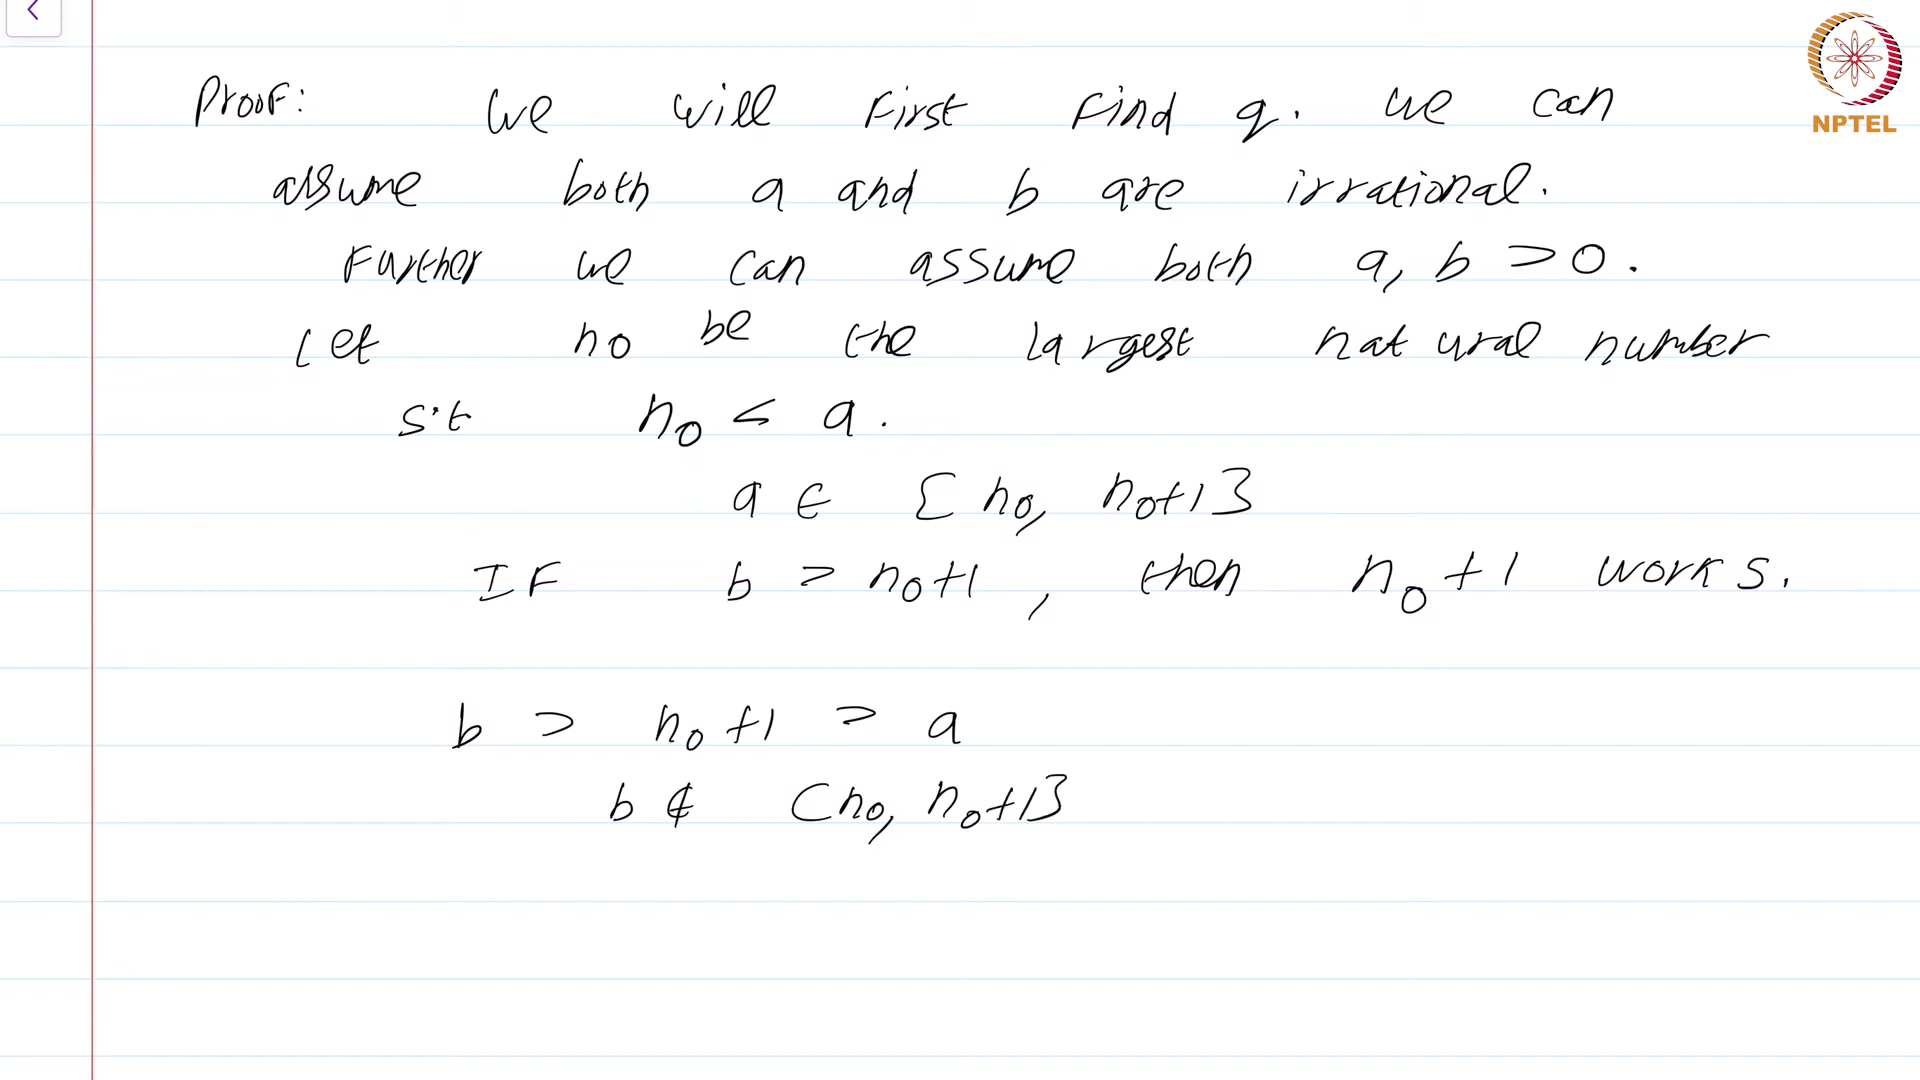 Proof: We will first find q. We can
assume both a and b are irrational.
Further we can assume both a, b > 0.
Let n₀ be the largest natural number
s.t n₀ < a.
a ∈ [n₀, n₀+1]
IF b > n₀+1, then n₀+1 works.
b > n₀+1 > a
b ∉ (n₀, n₀+1]
NPTEL